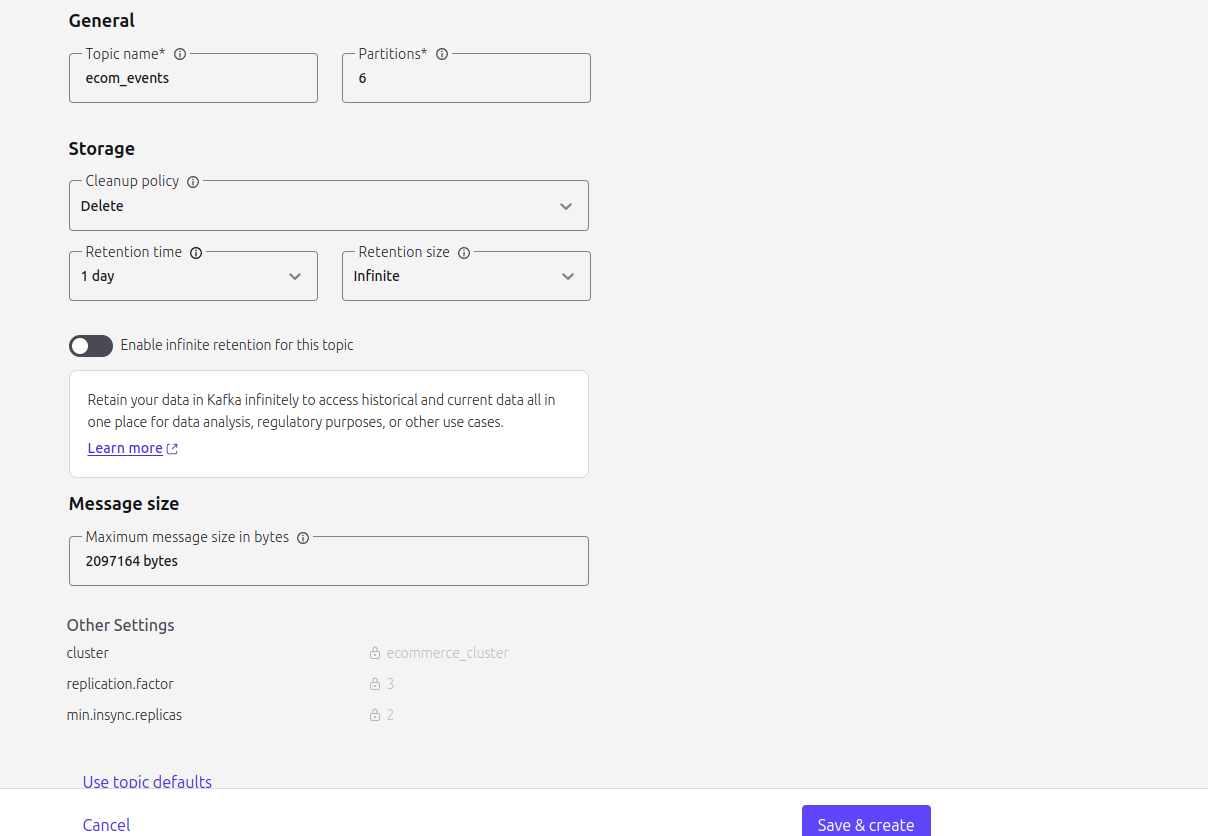 General
Topic name*
Partitions*
ecom_events
6
Storage
Cleanup policy
Delete
Retention time
Retention size
1 day
Infinite
Enable infinite retention for this topic
Retain your data in Kafka infinitely to access historical and current data all in
one place for data analysis, regulatory purposes, or other use cases.
Learn more
Message size
Maximum message size in bytes
2097164 bytes
Other Settings
cluster ecommerce_cluster
replication.factor 3
min.insync.replicas 2
Use topic defaults
Cancel
Save & create